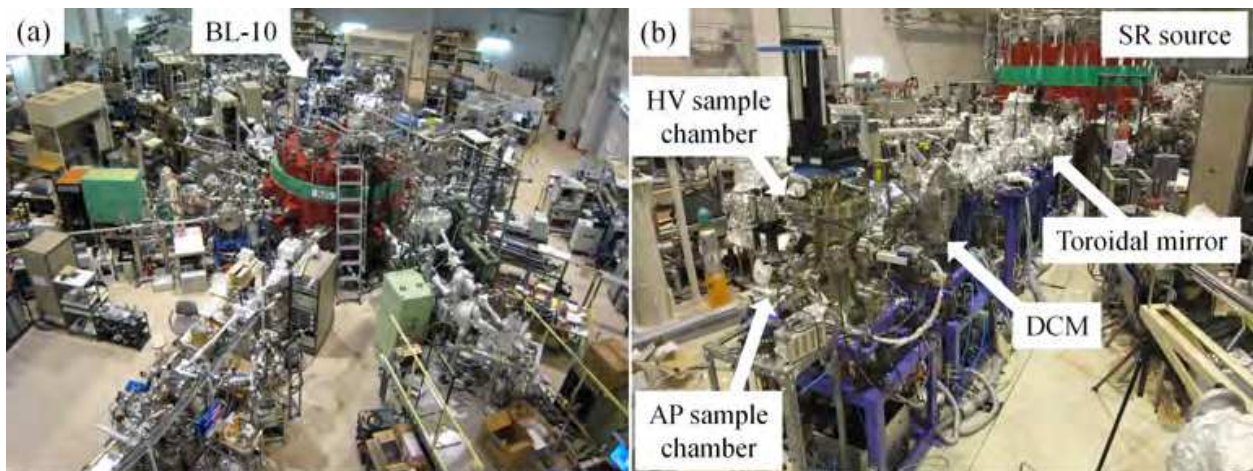 (a)
BL-10
(b)
SR source
HV sample
chamber
Toroidal mirror
DCM
AP sample
chamber